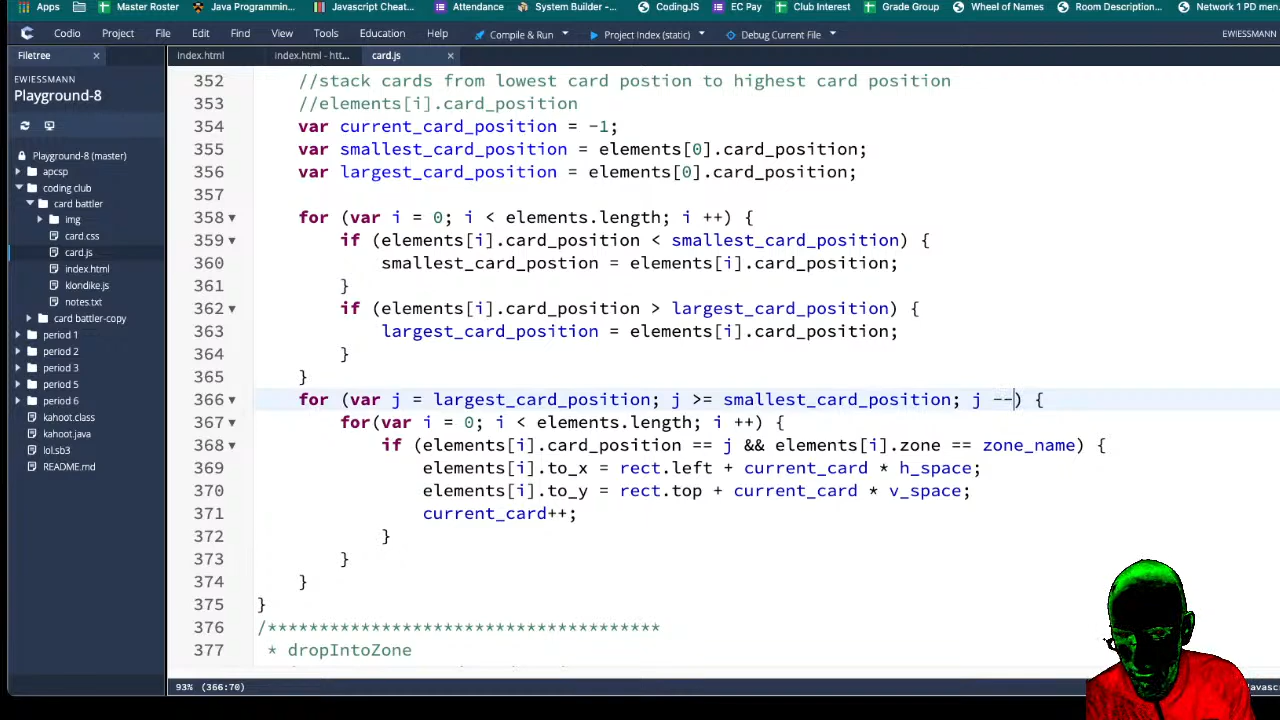 Apps Master Roster Java Programmin... Javascript Cheat... Attendance System Builder -... CodingJS EC Pay Club Interest Grade Group Wheel of Names Room Description... Network 1 PD men.
Codio Project File Edit Find View Tools Education Help Compile & Run Project Index (static) Debug Current File EWIESSMANN
Filetree index.html index.html - htt... card.js
EWIESSMANN
Playground-8
Playground-8 (master)
apcsp
coding club
card battler
img
card.css
card.js
index.html
klondike.js
notes.txt
card battler-copy
period 1
period 2
period 3
period 5
period 6
kahoot.class
kahoot.java
lol.sb3
README.md
352 //stack cards from lowest card postion to highest card position
353 //elements[i].card_position
354 var current_card_position = -1;
355 var smallest_card_position = elements[0].card_position;
356 var largest_card_position = elements[0].card_position;
357
358 for (var i = 0; i < elements.length; i ++) {
359 if (elements[i].card_position < smallest_card_position) {
360 smallest_card_postion = elements[i].card_position;
361 }
362 if (elements[i].card_position > largest_card_position) {
363 largest_card_position = elements[i].card_position;
364 }
365 }
366 for (var j = largest_card_position; j >= smallest_card_position; j --) {
367 for(var i = 0; i < elements.length; i ++) {
368 if (elements[i].card_position == j && elements[i].zone == zone_name) {
369 elements[i].to_x = rect.left + current_card * h_space;
370 elements[i].to_y = rect.top + current_card * v_space;
371 current_card++;
372 }
373 }
374 }
375 }
376 /**************************************
377 * dropIntoZone
93% (366:70)